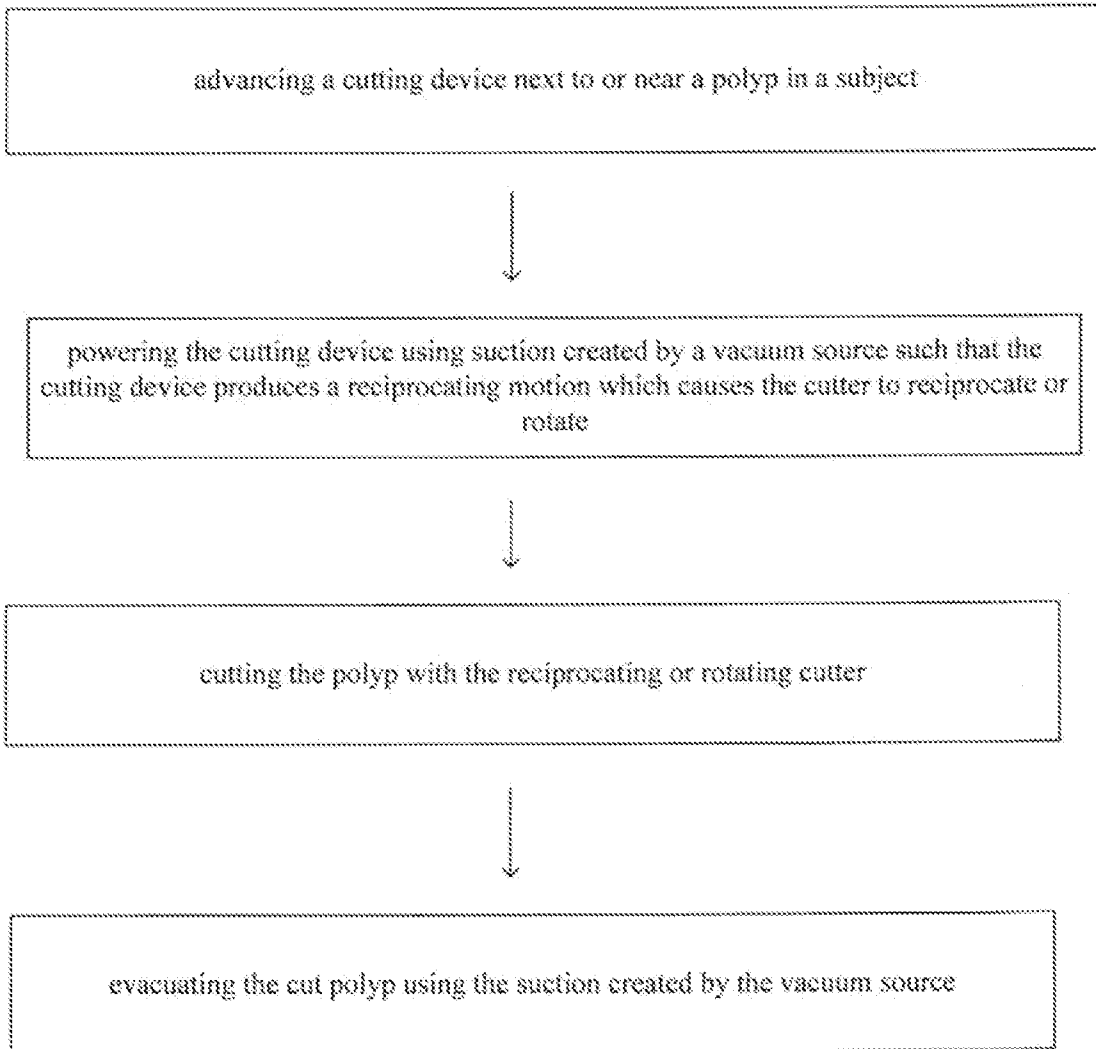 advancing a cutting device next to or near a polyp in a subject
powering the cutting device using suction created by a vacuum source such that the
cutting device produces a reciprocating motion which causes the cutter to reciprocate or
rotate
cutting the polyp with the reciprocating or rotating cutter
evacuating the cut polyp using the suction created by the vacuum source